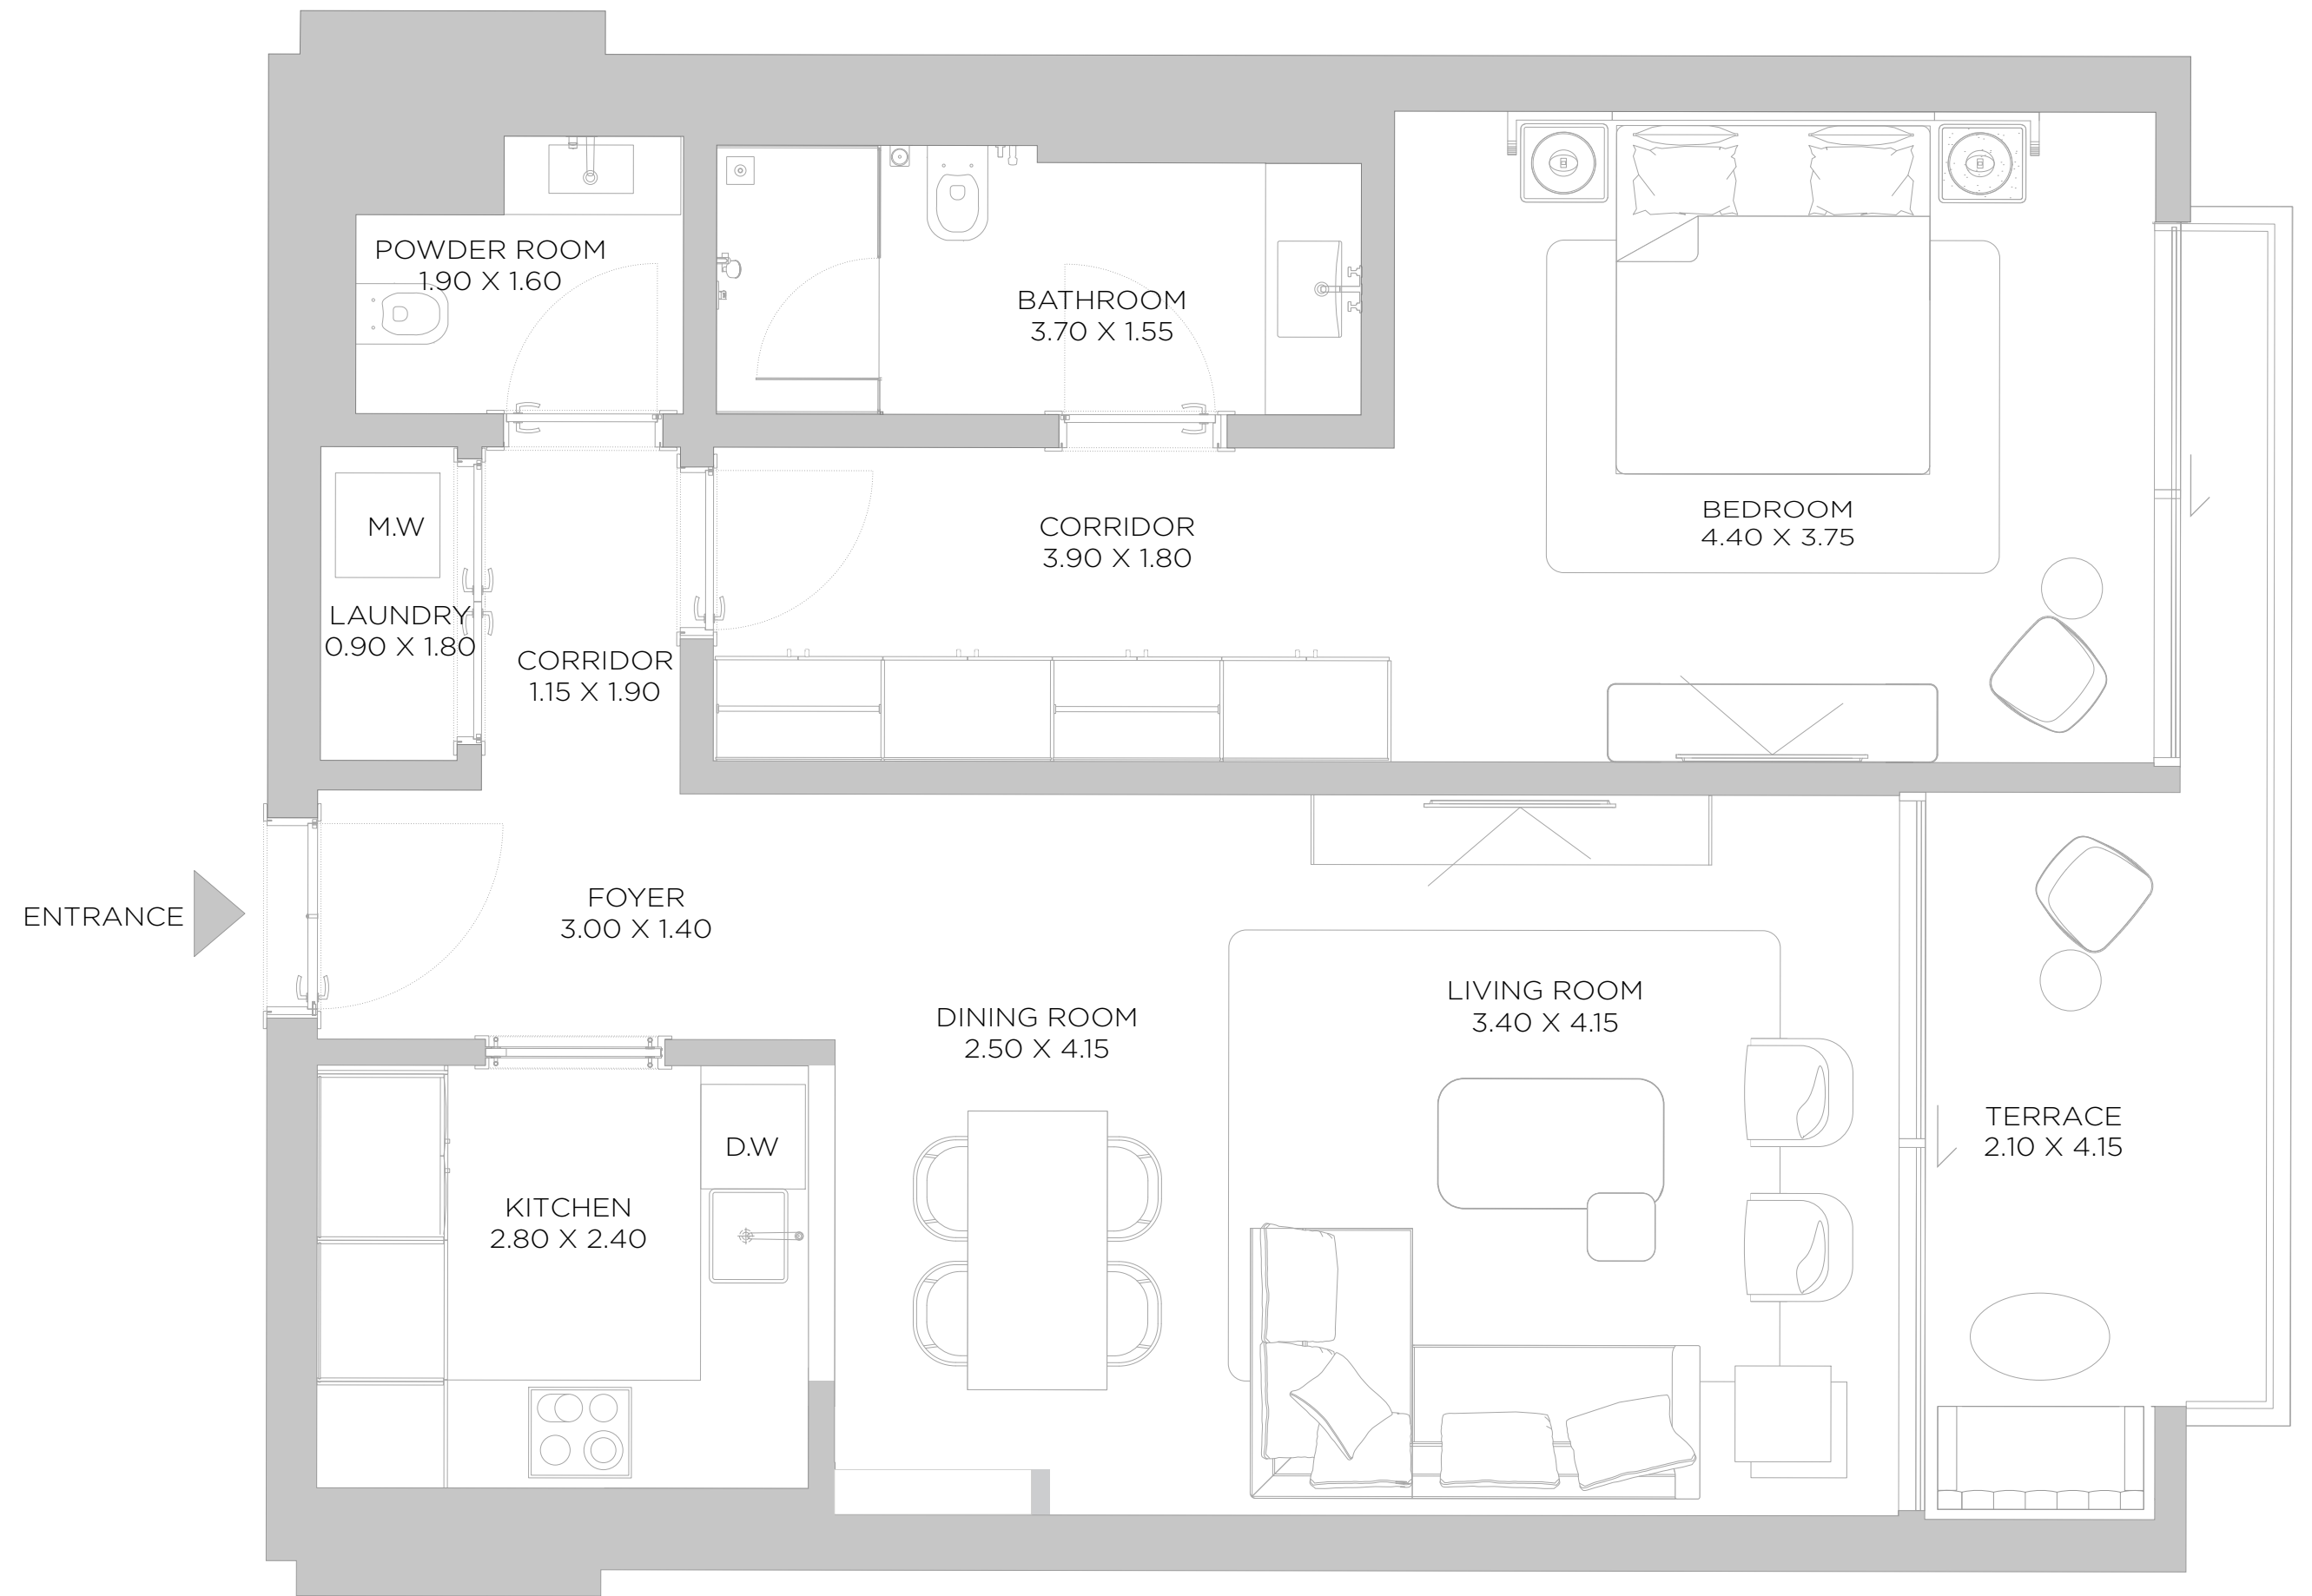 POWDER ROOM
1.90 X 1.60
BATHROOM
3.70 X 1.55
M.W
LAUNDRY
0.90 X 1.80
CORRIDOR
1.15 X 1.90
CORRIDOR
3.90 X 1.80
BEDROOM
4.40 X 3.75
ENTRANCE
FOYER
3.00 X 1.40
DINING ROOM
2.50 X 4.15
LIVING ROOM
3.40 X 4.15
TERRACE
2.10 X 4.15
D.W
KITCHEN
2.80 X 2.40